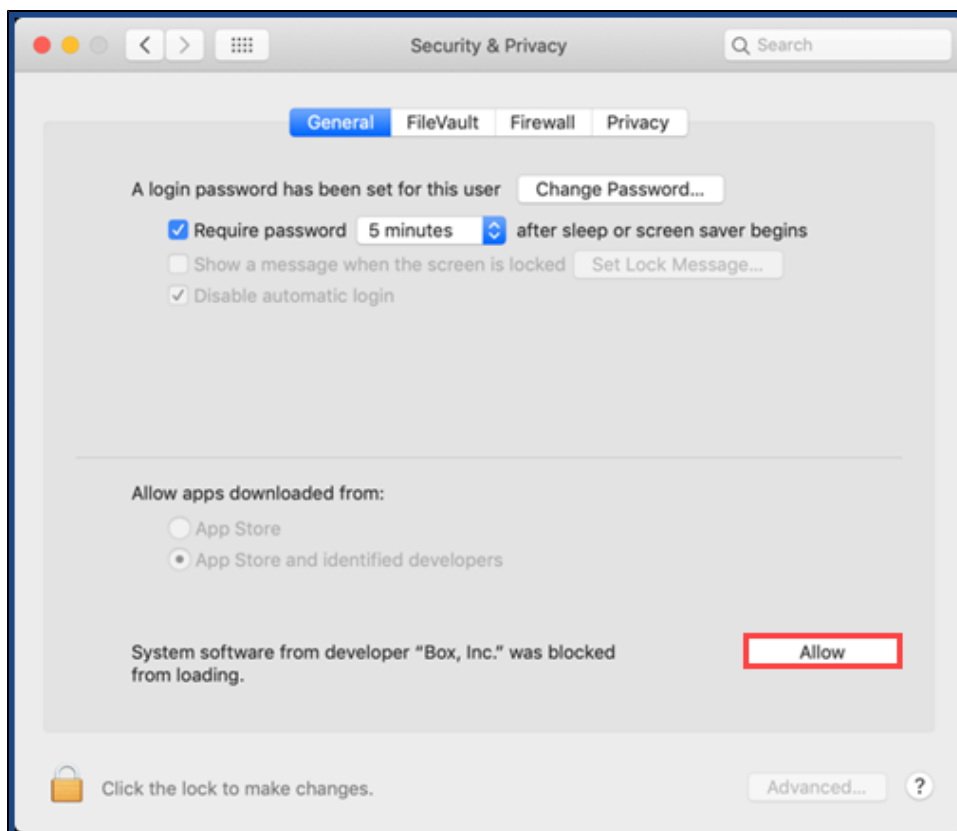 Security & Privacy
Search
General FileVault Firewall Privacy
A login password has been set for this user Change Password...
Require password 5 minutes after sleep or screen saver begins
Show a message when the screen is locked Set Lock Message...
Disable automatic login
Allow apps downloaded from:
App Store
App Store and identified developers
System software from developer “Box, Inc.” was blocked
from loading.
Allow
Click the lock to make changes.
Advanced... ?